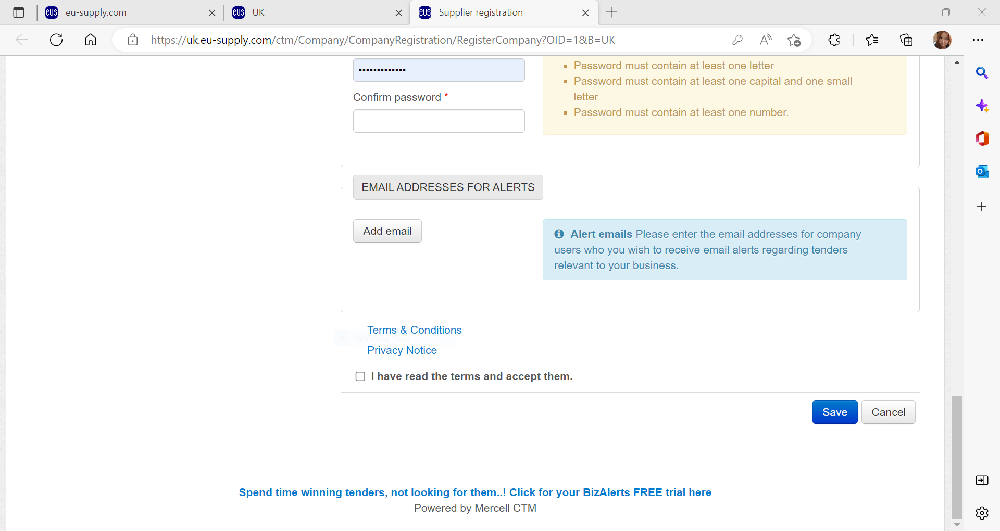 eus eu-supply.com
eus UK
eus Supplier registration
https://uk.eu-supply.com/ctm/Company/CompanyRegistration/RegisterCompany?OID=1&B=UK
•••••••••••••
Confirm password *
Password must contain at least one letter
Password must contain at least one capital and one small
letter
Password must contain at least one number.
EMAIL ADDRESSES FOR ALERTS
Add email
Alert emails Please enter the email addresses for company
users who you wish to receive email alerts regarding tenders
relevant to your business.
Terms & Conditions
Window Snip
Privacy Notice
I have read the terms and accept them.
Save
Cancel
Spend time winning tenders, not looking for them..! Click for your BizAlerts FREE trial here
Powered by Mercell CTM